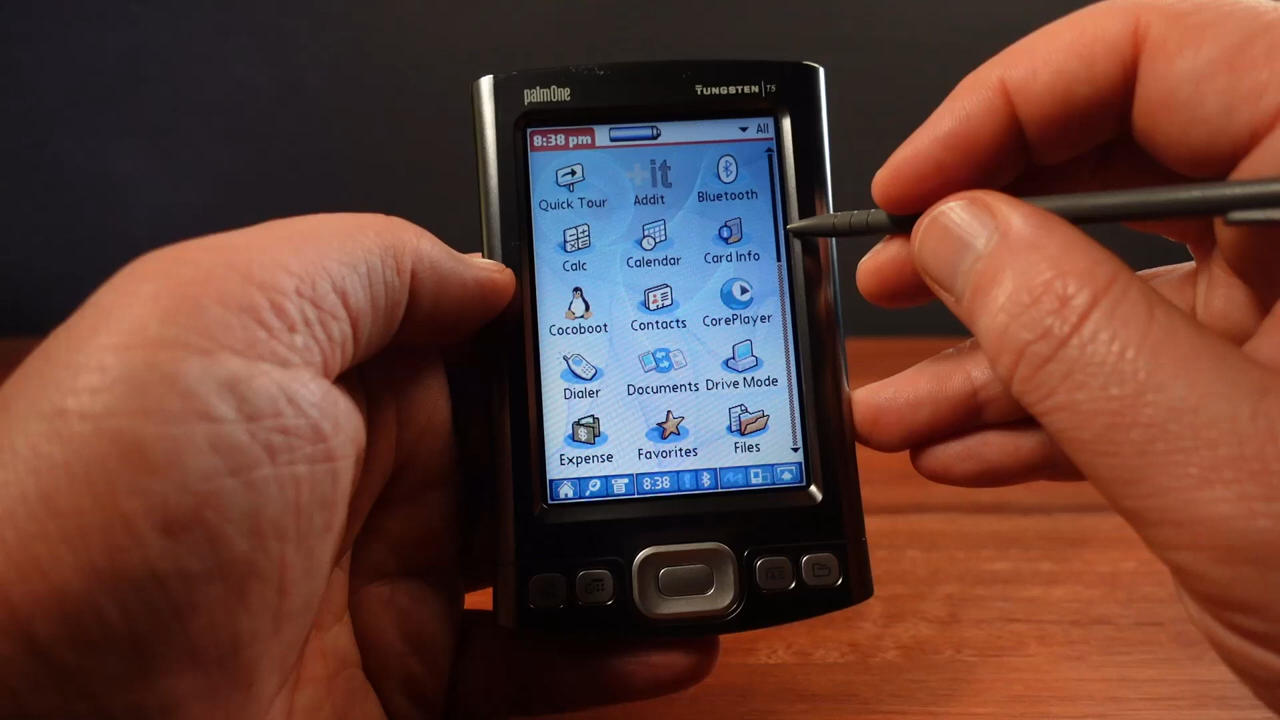 palmOne TUNGSTEN | T5
8:38 pm All
+it
Quick Tour Addit Bluetooth
Calc Calendar Card Info
Cocoboot Contacts CorePlayer
Dialer Documents Drive Mode
$
Expense Favorites Files
8:38